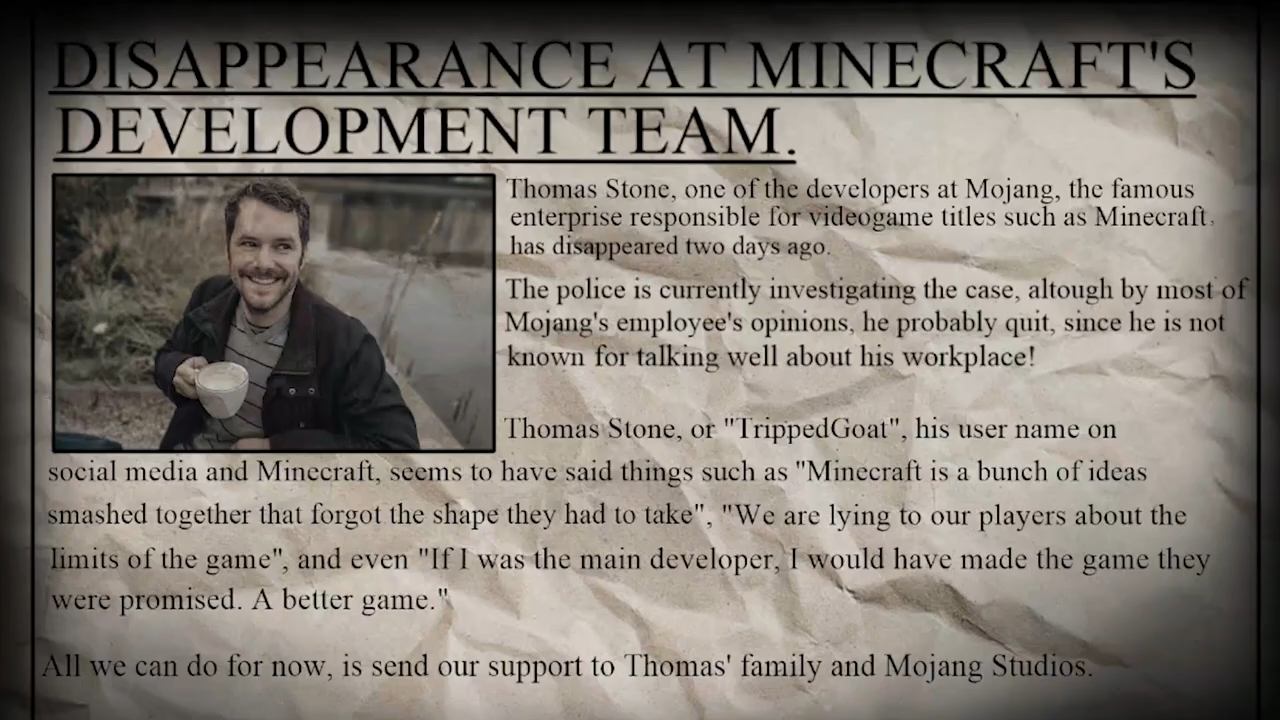 DISAPPEARANCE AT MINECRAFT'S
DEVELOPMENT TEAM.
Thomas Stone, one of the developers at Mojang, the famous
enterprise responsible for videogame titles such as Minecraft,
has disappeared two days ago.
The police is currently investigating the case, altough by most of
Mojang's employee's opinions, he probably quit, since he is not
known for talking well about his workplace!
Thomas Stone, or "TrippedGoat", his user name on
social media and Minecraft, seems to have said things such as "Minecraft is a bunch of ideas
smashed together that forgot the shape they had to take", "We are lying to our players about the
limits of the game", and even "If I was the main developer, I would have made the game they
were promised. A better game."
All we can do for now, is send our support to Thomas' family and Mojang Studios.